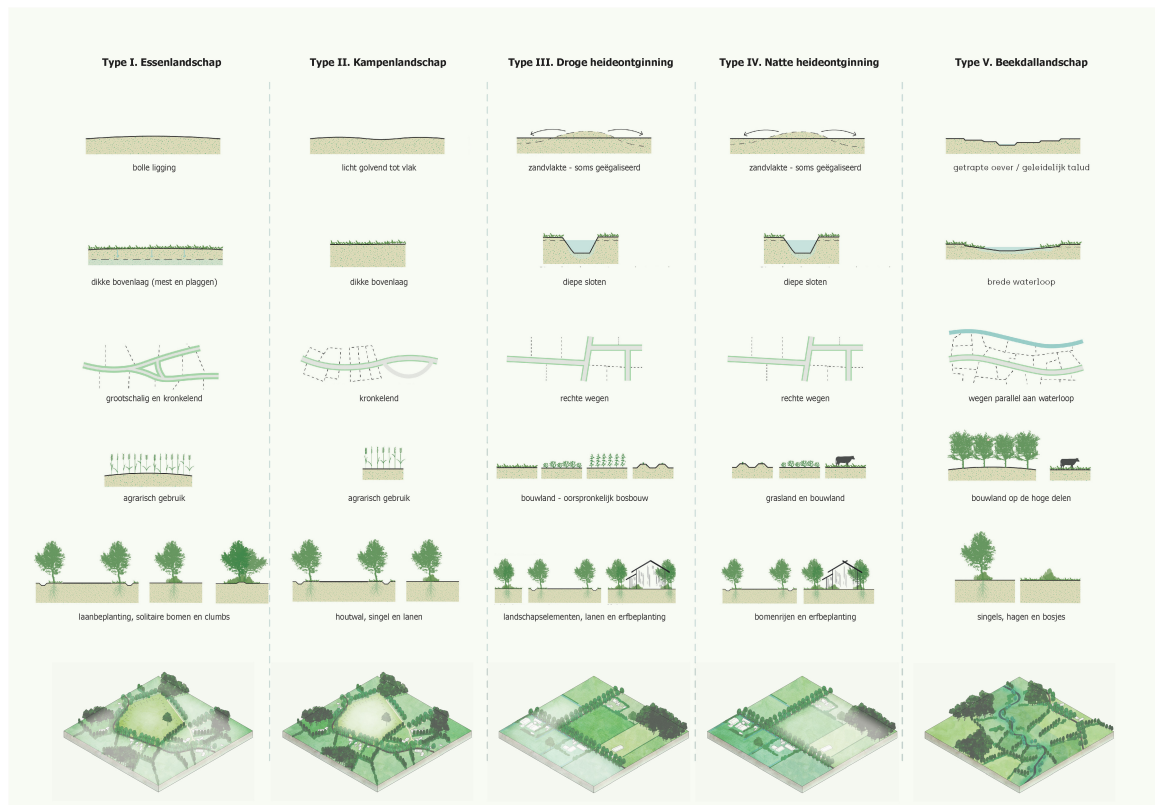 Type I. Essenlandschap
Type II. Kampenlandschap
Type III. Droge heideontginning
Type IV. Natte heideontginning
Type V. Beekdallandschap
bolle ligging
licht golvend tot vlak
zandvlakte - soms geëgaliseerd
zandvlakte - soms geëgaliseerd
getrapte oever / geleidelijk talud
dikke bovenlaag (mest en plaggen)
dikke bovenlaag
diepe sloten
diepe sloten
brede waterloop
grootschalig en kronkelend
kronkelend
rechte wegen
rechte wegen
wegen parallel aan waterloop
agrarisch gebruik
agrarisch gebruik
bouwland - oorspronkelijk bosbouw
grasland en bouwland
bouwland op de hoge delen
laanbeplanting, solitaire bomen en clumbs
houtwal, singel en lanen
landschapselementen, lanen en erfbeplanting
bomenrijen en erfbeplanting
singels, hagen en bosjes